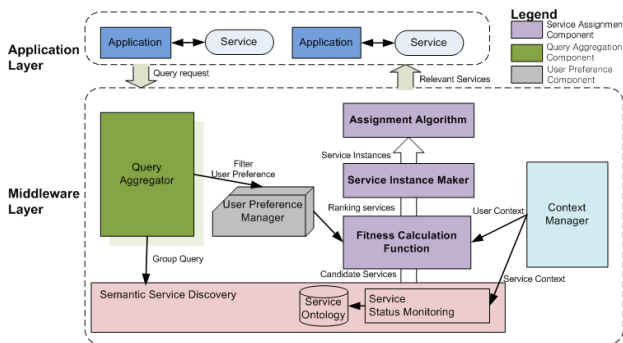 Legend
Service Assignment
Component
Query Aggregation
Component
User Preference
Component
Application
Layer
Application
Service
Application
Service
Query request
Relevant Services
Middleware
Layer
Assignment Algorithm
Service Instances
Query
Aggregator
Filter
User Preference
Service Instance Maker
User Preference
Manager
Ranking services
User Context
Context
Manager
Fitness Calculation
Function
Group Query
Candidate Services
Service Context
Semantic Service Discovery
Service
Ontology
Service
Status Monitoring